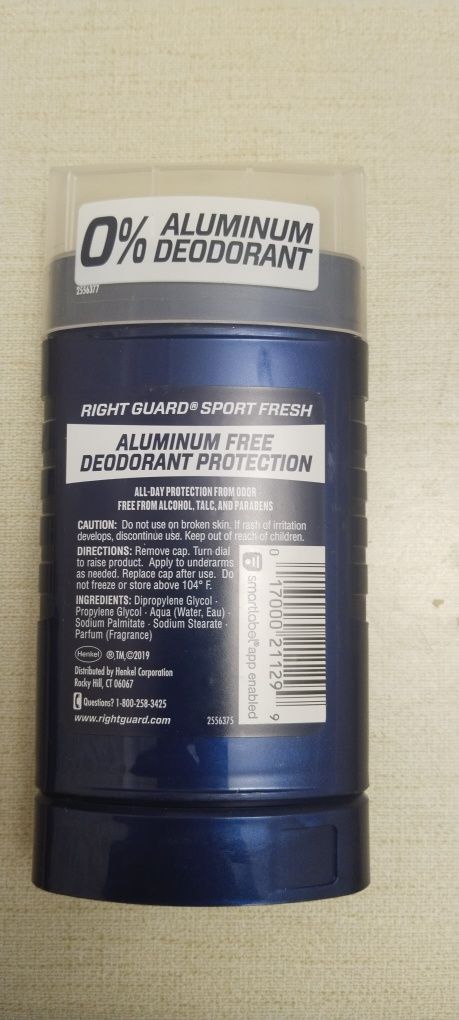 0% ALUMINUM
DEODORANT
2556377
RIGHT GUARD® SPORT FRESH
ALUMINUM FREE
DEODORANT PROTECTION
ALL-DAY PROTECTION FROM ODOR
FREE FROM ALCOHOL, TALC, AND PARABENS
CAUTION: Do not use on broken skin. If rash of irritation
develops, discontinue use. Keep out of reach of children.
DIRECTIONS: Remove cap. Turn dial
to raise product. Apply to underarms
as needed. Replace cap after use. Do
not freeze or store above 104° F.
INGREDIENTS: Dipropylene Glycol ·
Propylene Glycol · Aqua (Water, Eau) ·
Sodium Palmitate · Sodium Stearate ·
Parfum (Fragrance)
Henkel ®,TM,©2019
Distributed by Henkel Corporation
Rocky Hill, CT 06067
Questions? 1-800-258-3425
www.rightguard.com
2556375
smartlabel® app enabled
0 17000 21129 9